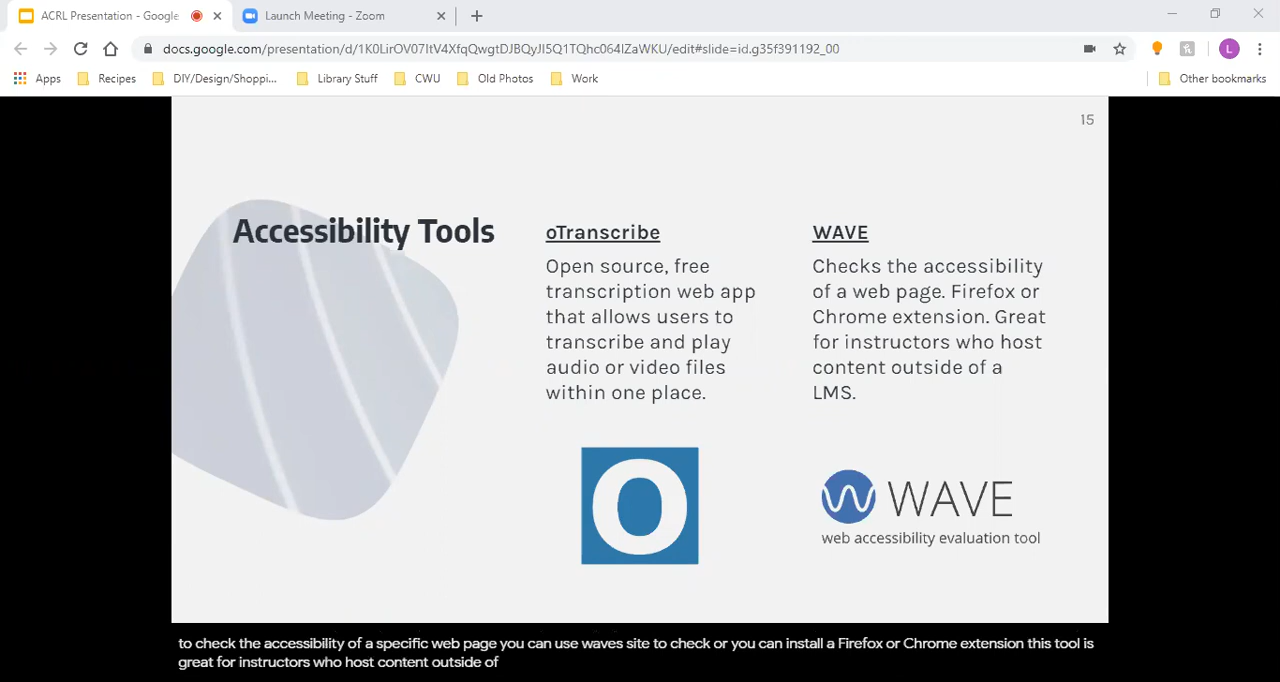 ACRL Presentation - Google
Launch Meeting - Zoom
docs.google.com/presentation/d/1K0LirOV07ItV4XfqQwgtDJBQyJI5Q1TQhc064lZaWKU/edit#slide=id.g35f391192_00
L
Apps
Recipes
DIY/Design/Shoppi...
Library Stuff
CWU
Old Photos
Work
Other bookmarks
15
Accessibility Tools
oTranscribe
Open source, free
transcription web app
that allows users to
transcribe and play
audio or video files
within one place.
O
WAVE
Checks the accessibility
of a web page. Firefox or
Chrome extension. Great
for instructors who host
content outside of a
LMS.
W WAVE
web accessibility evaluation tool
to check the accessibility of a specific web page you can use waves site to check or you can install a Firefox or Chrome extension this tool is
great for instructors who host content outside of